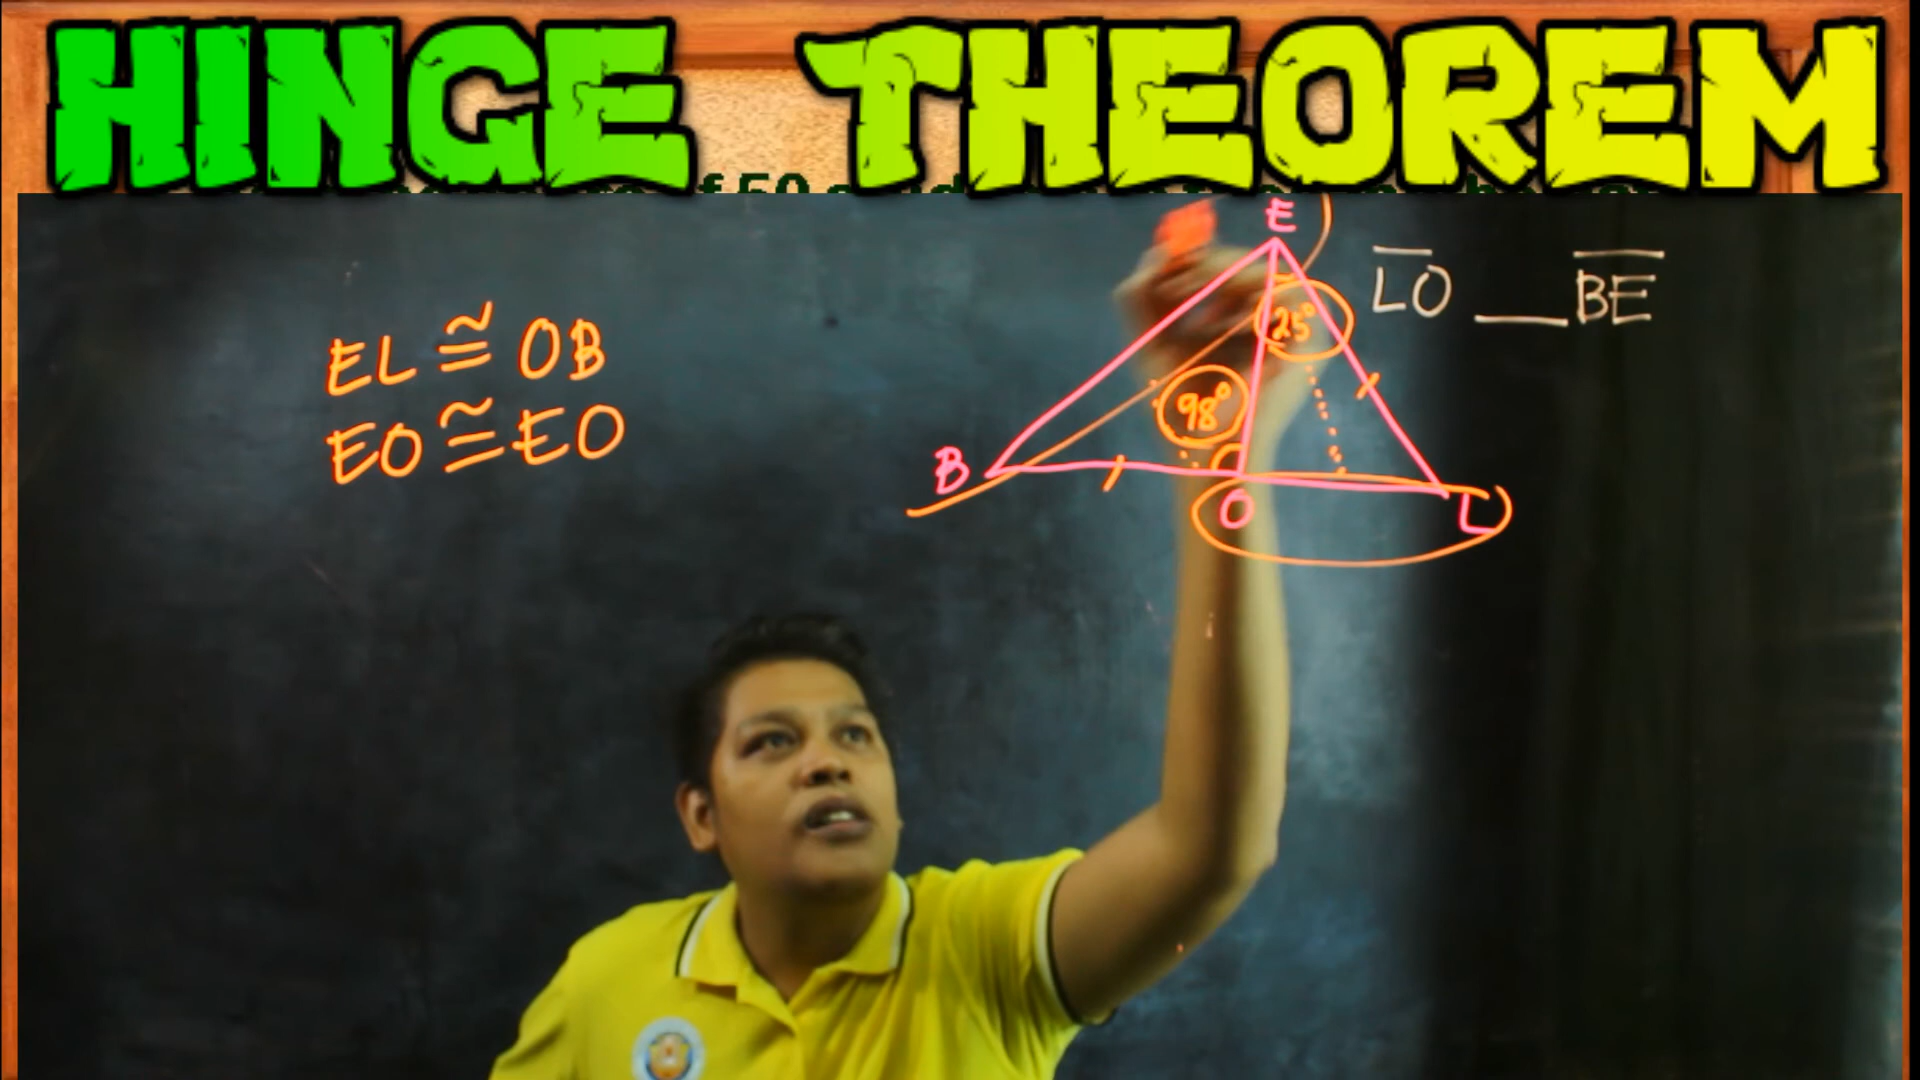 HINGE THEOREM
E
LO __ BE
EL ≅ OB
25°
98°
EO ≅ EO
B
O
L